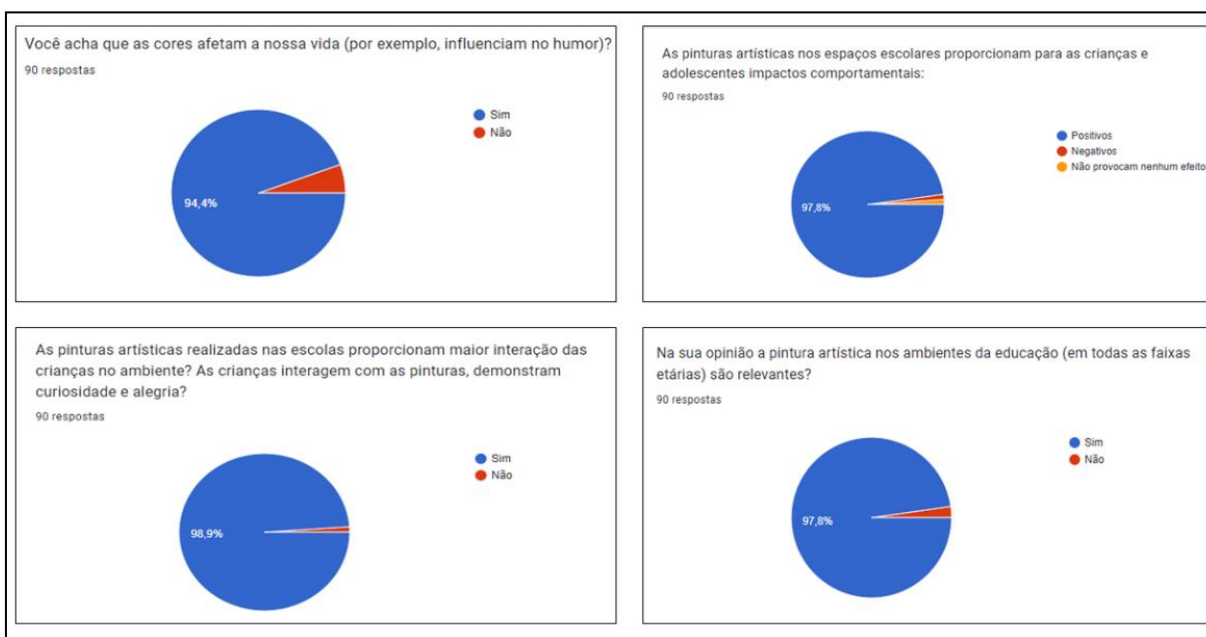 Você acha que as cores afetam a nossa vida (por exemplo, influenciam no humor)?
90 respostas
Sim
Não
94,4%
As pinturas artísticas nos espaços escolares proporcionam para as crianças e
adolescentes impactos comportamentais:
90 respostas
Positivos
Negativos
Não provocam nenhum efeito
97,8%
As pinturas artísticas realizadas nas escolas proporcionam maior interação das
crianças no ambiente? As crianças interagem com as pinturas, demonstram
curiosidade e alegria?
90 respostas
Sim
Não
98,9%
Na sua opinião a pintura artística nos ambientes da educação (em todas as faixas
etárias) são relevantes?
90 respostas
Sim
Não
97,8%